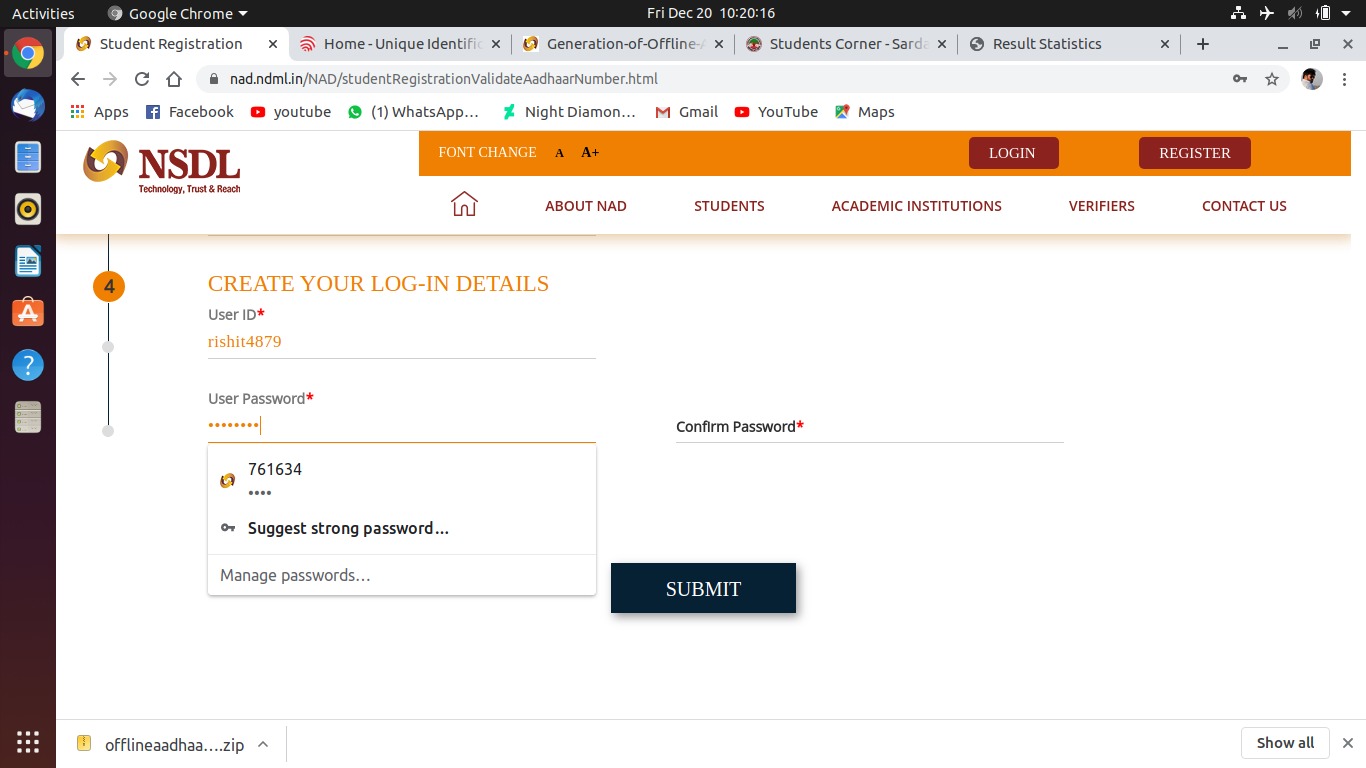 Activities
Google Chrome
Fri Dec 20 10:20:16
Student Registration
Home - Unique Identific
Generation-of-Offline-A
Students Corner - Sarda
Result Statistics
nad.ndml.in/NAD/studentRegistrationValidateAadhaarNumber.html
Apps
Facebook
youtube
(1) WhatsApp...
Night Diamon...
Gmail
YouTube
Maps
NSDL
Technology, Trust & Reach
FONT CHANGE A A+
LOGIN
REGISTER
ABOUT NAD
STUDENTS
ACADEMIC INSTITUTIONS
VERIFIERS
CONTACT US
4
CREATE YOUR LOG-IN DETAILS
User ID*
rishit4879
User Password*
••••••••
Confirm Password*
761634
••••
Suggest strong password...
Manage passwords...
SUBMIT
offlineaadhaa....zip
Show all